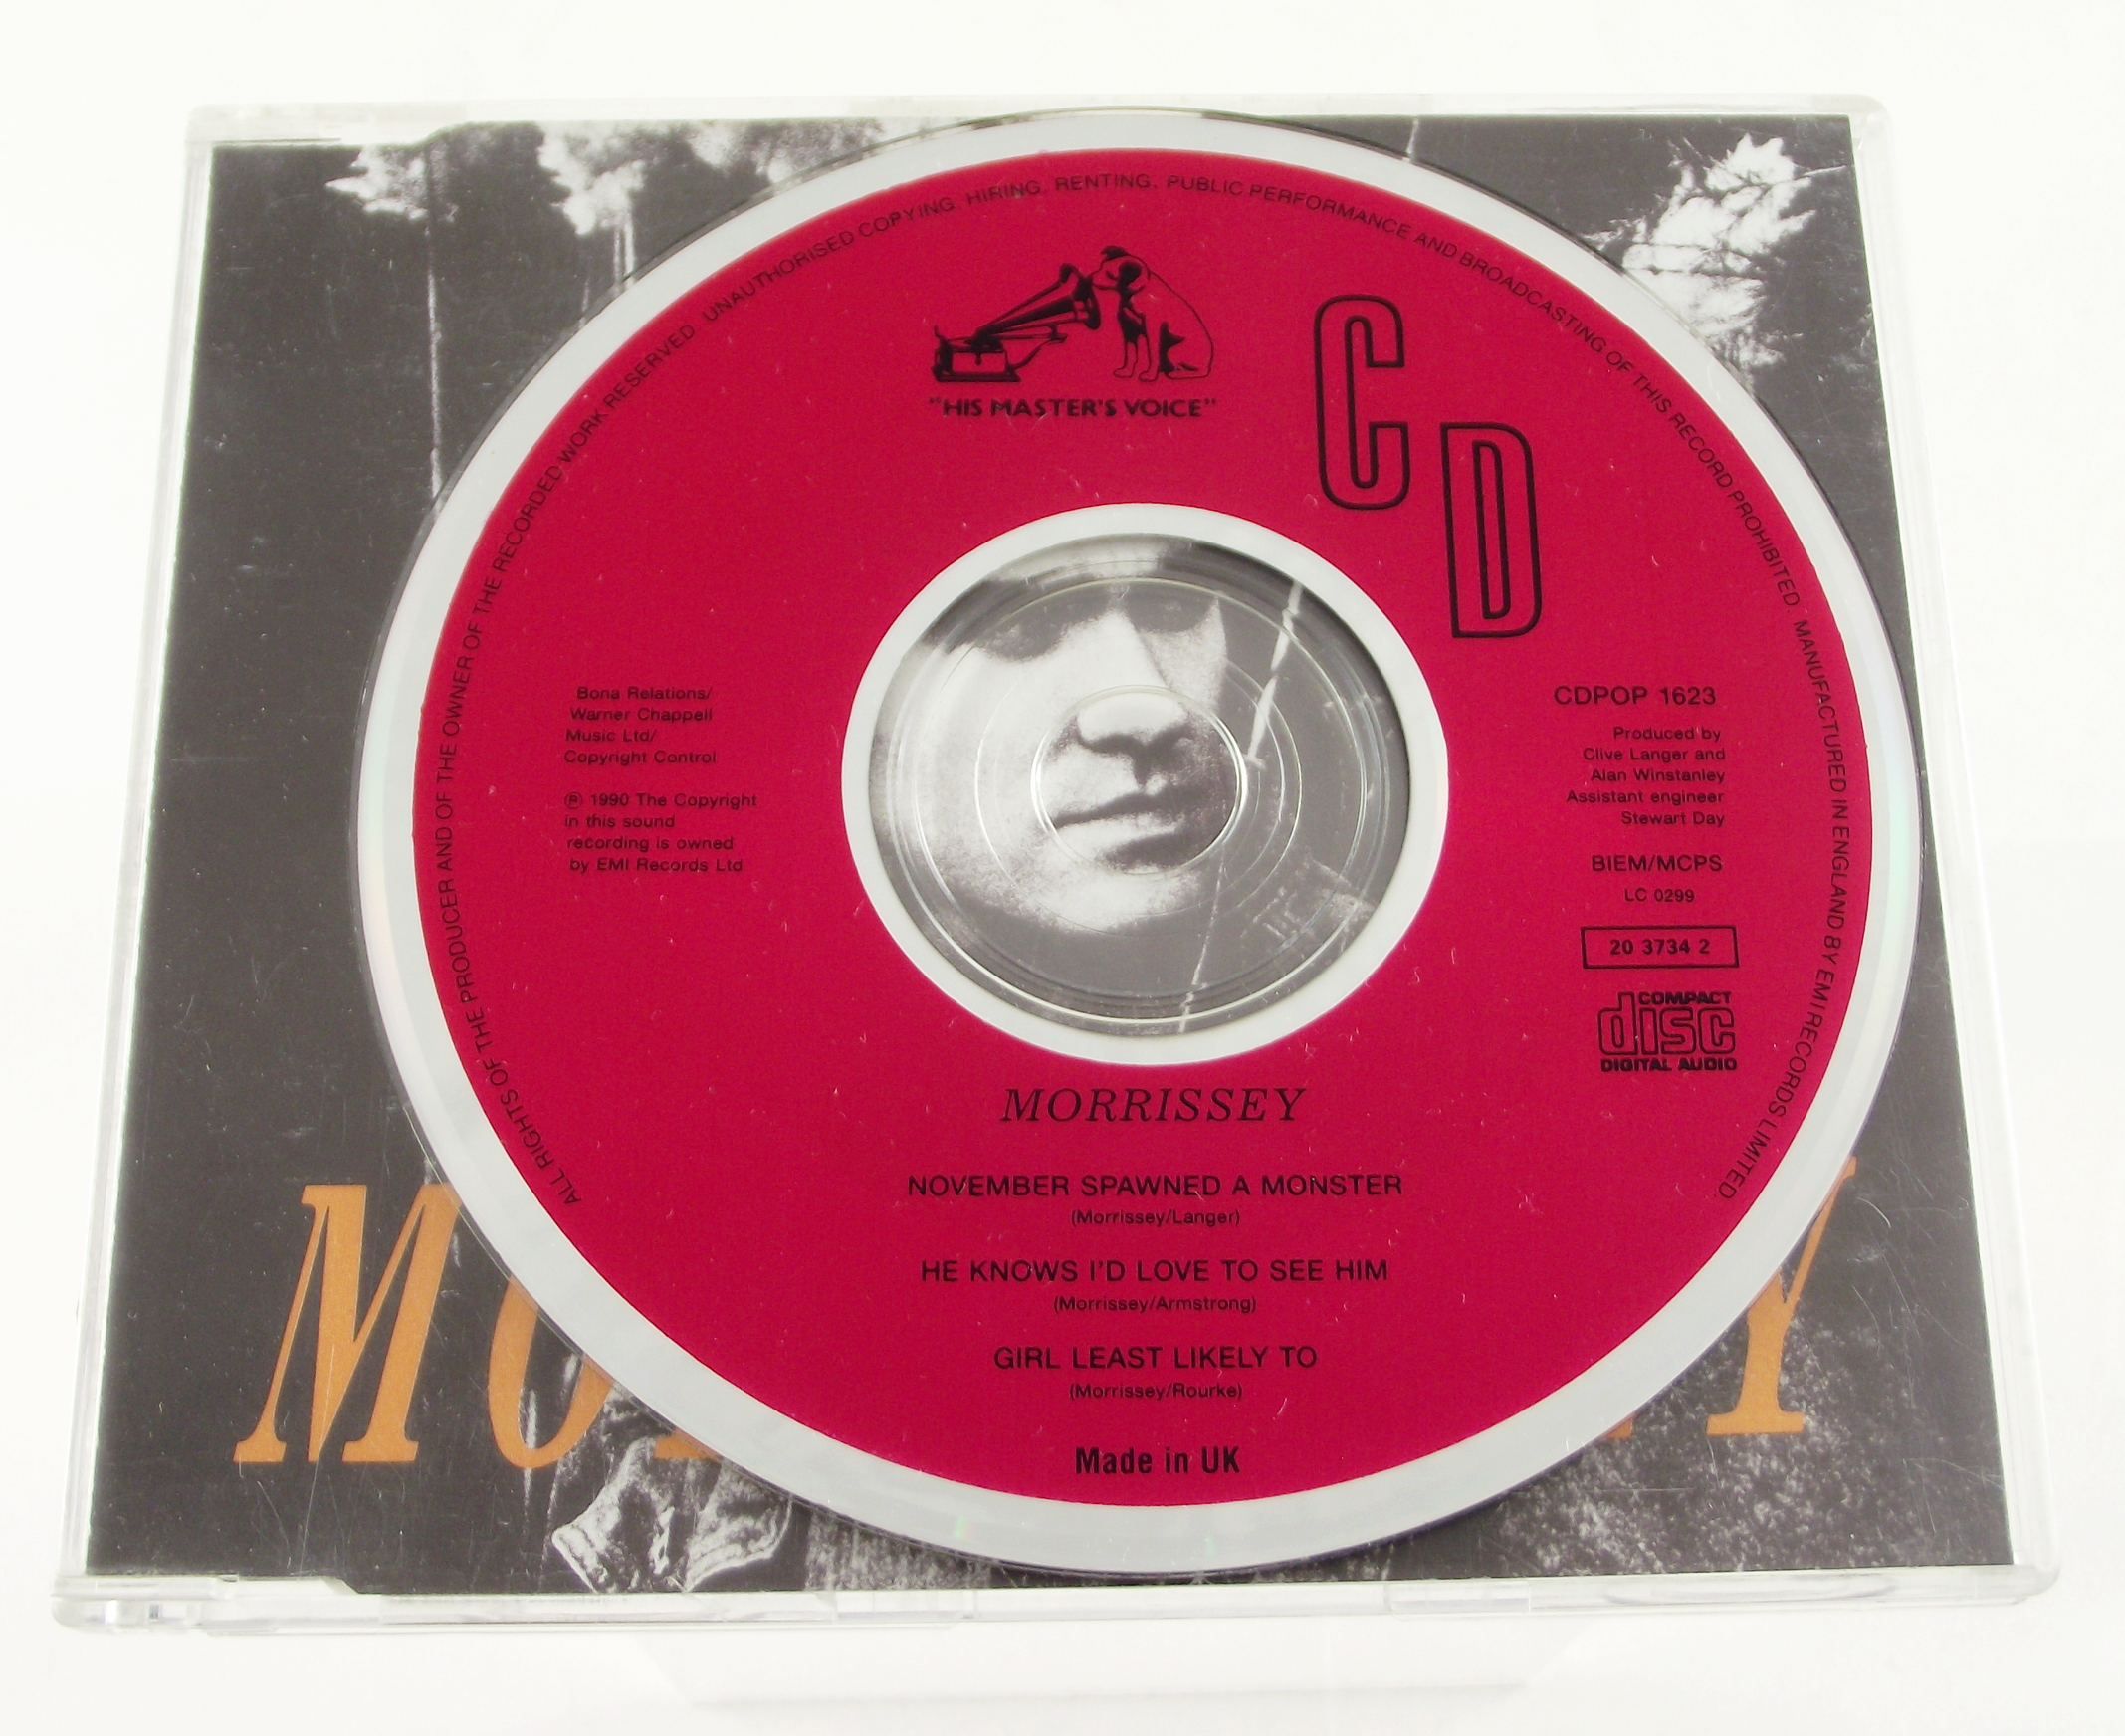 ALL RIGHTS OF THE PRODUCER AND OF THE OWNER OF THE RECORDED WORK RESERVED. UNAUTHORISED COPYING. HIRING. RENTING. PUBLIC PERFORMANCE AND BROADCASTING OF THIS RECORD PROHIBITED. MANUFACTURED IN ENGLAND BY EMI RECORDS LIMITED.
"HIS MASTER'S VOICE"
CD
Bona Relations/
Warner Chappell
Music Ltd/
Copyright Control
℗ 1990 The Copyright
in this sound
recording is owned
by EMI Records Ltd
CDPOP 1623
Produced by
Clive Langer and
Alan Winstanley
Assistant engineer
Stewart Day
BIEM/MCPS
LC 0299
20 3734 2
COMPACT
disc
DIGITAL AUDIO
MORRISSEY
NOVEMBER SPAWNED A MONSTER
(Morrissey/Langer)
HE KNOWS I'D LOVE TO SEE HIM
(Morrissey/Armstrong)
GIRL LEAST LIKELY TO
(Morrissey/Rourke)
Made in UK